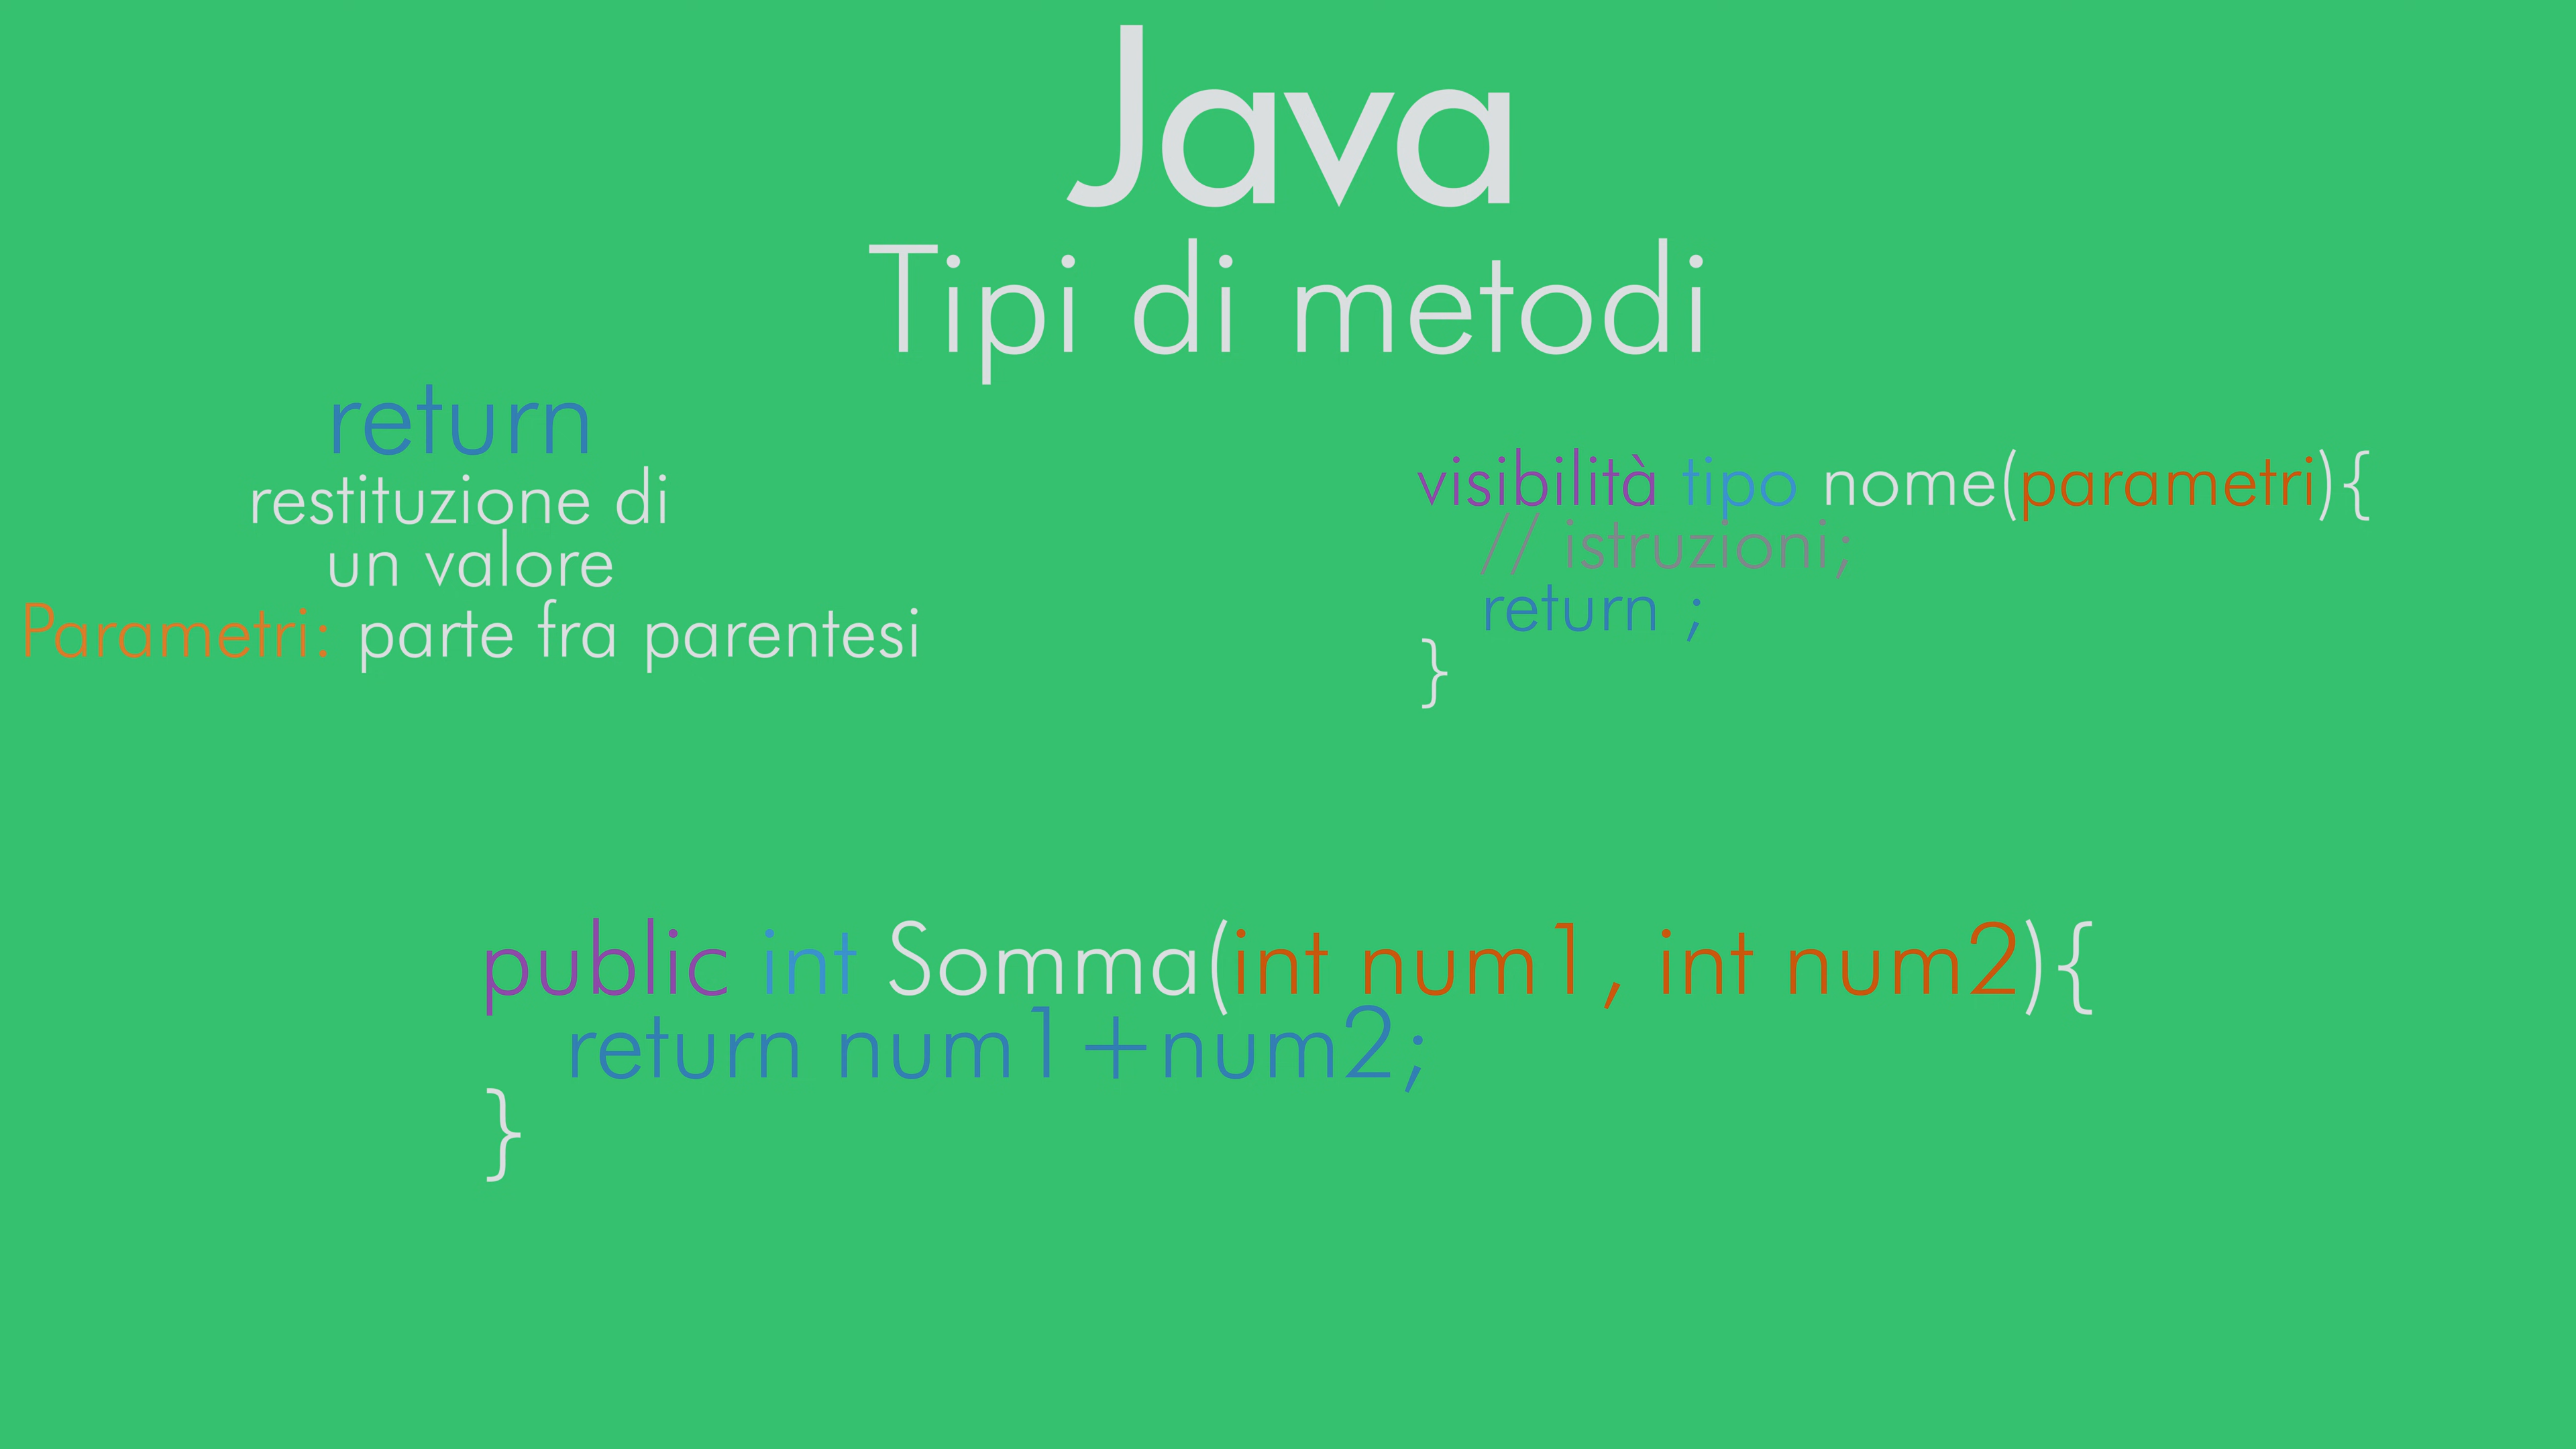 Java
Tipi di metodi
return
restituzione di
un valore
Parametri: parte fra parentesi
visibilità tipo nome(parametri){
// istruzioni;
return ;
}
public int Somma(int num1, int num2){
return num1+num2;
}